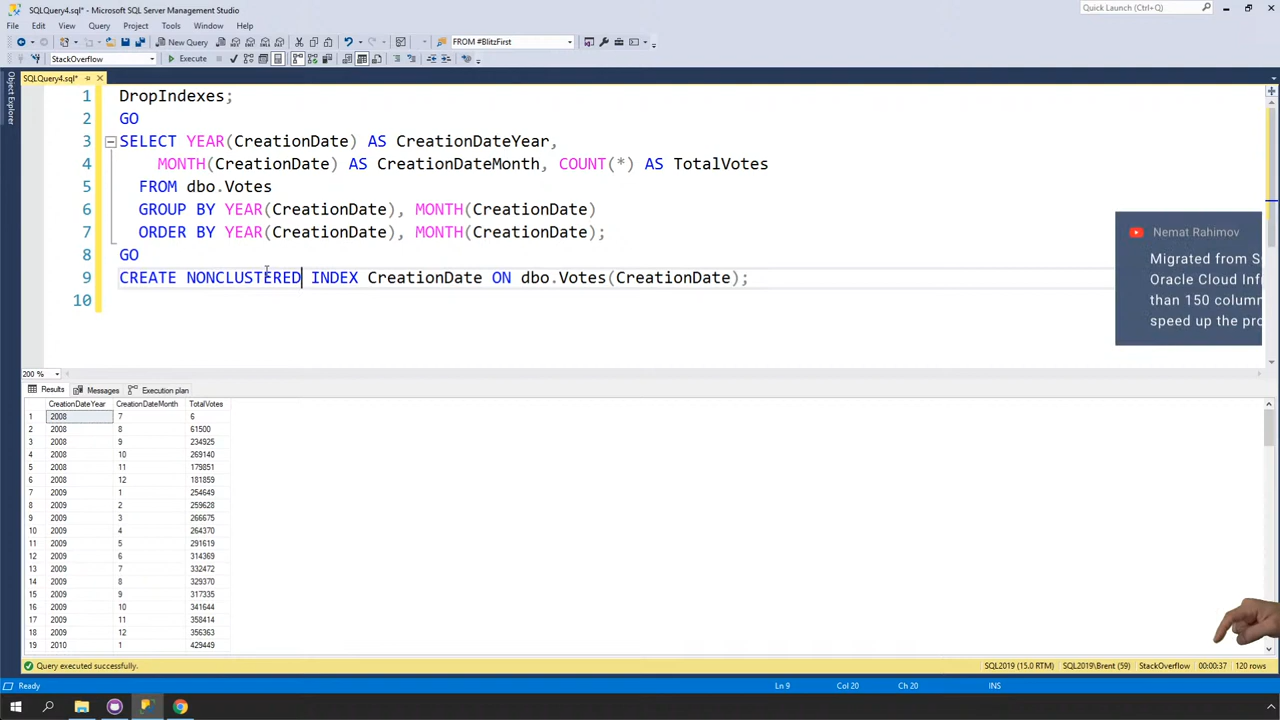 SQLQuery4.sql* - Microsoft SQL Server Management Studio
Quick Launch (Ctrl+Q)
File Edit View Query Project Tools Window Help
New Query
FROM #BlitzFirst
StackOverflow
Execute
SQLQuery4.sql*
Object Explorer
1 DropIndexes;
2 GO
3 SELECT YEAR(CreationDate) AS CreationDateYear,
4 MONTH(CreationDate) AS CreationDateMonth, COUNT(*) AS TotalVotes
5 FROM dbo.Votes
6 GROUP BY YEAR(CreationDate), MONTH(CreationDate)
7 ORDER BY YEAR(CreationDate), MONTH(CreationDate);
8 GO
9 CREATE NONCLUSTERED INDEX CreationDate ON dbo.Votes(CreationDate);
10
Nemat Rahimov
Migrated from S
Oracle Cloud Inf
than 150 column
speed up the pro
200 %
Results Messages Execution plan
CreationDateYear CreationDateMonth TotalVotes
1 2008 7 6
2 2008 8 61500
3 2008 9 234925
4 2008 10 269140
5 2008 11 179851
6 2008 12 181859
7 2009 1 254649
8 2009 2 259628
9 2009 3 266675
10 2009 4 264370
11 2009 5 291619
12 2009 6 314369
13 2009 7 332472
14 2009 8 329370
15 2009 9 317335
16 2009 10 341644
17 2009 11 358414
18 2009 12 356363
19 2010 1 429449
Query executed successfully.
SQL2019 (15.0 RTM) SQL2019\Brent (59) StackOverflow 00:00:37 120 rows
Ready
Ln 9 Col 20 Ch 20 INS